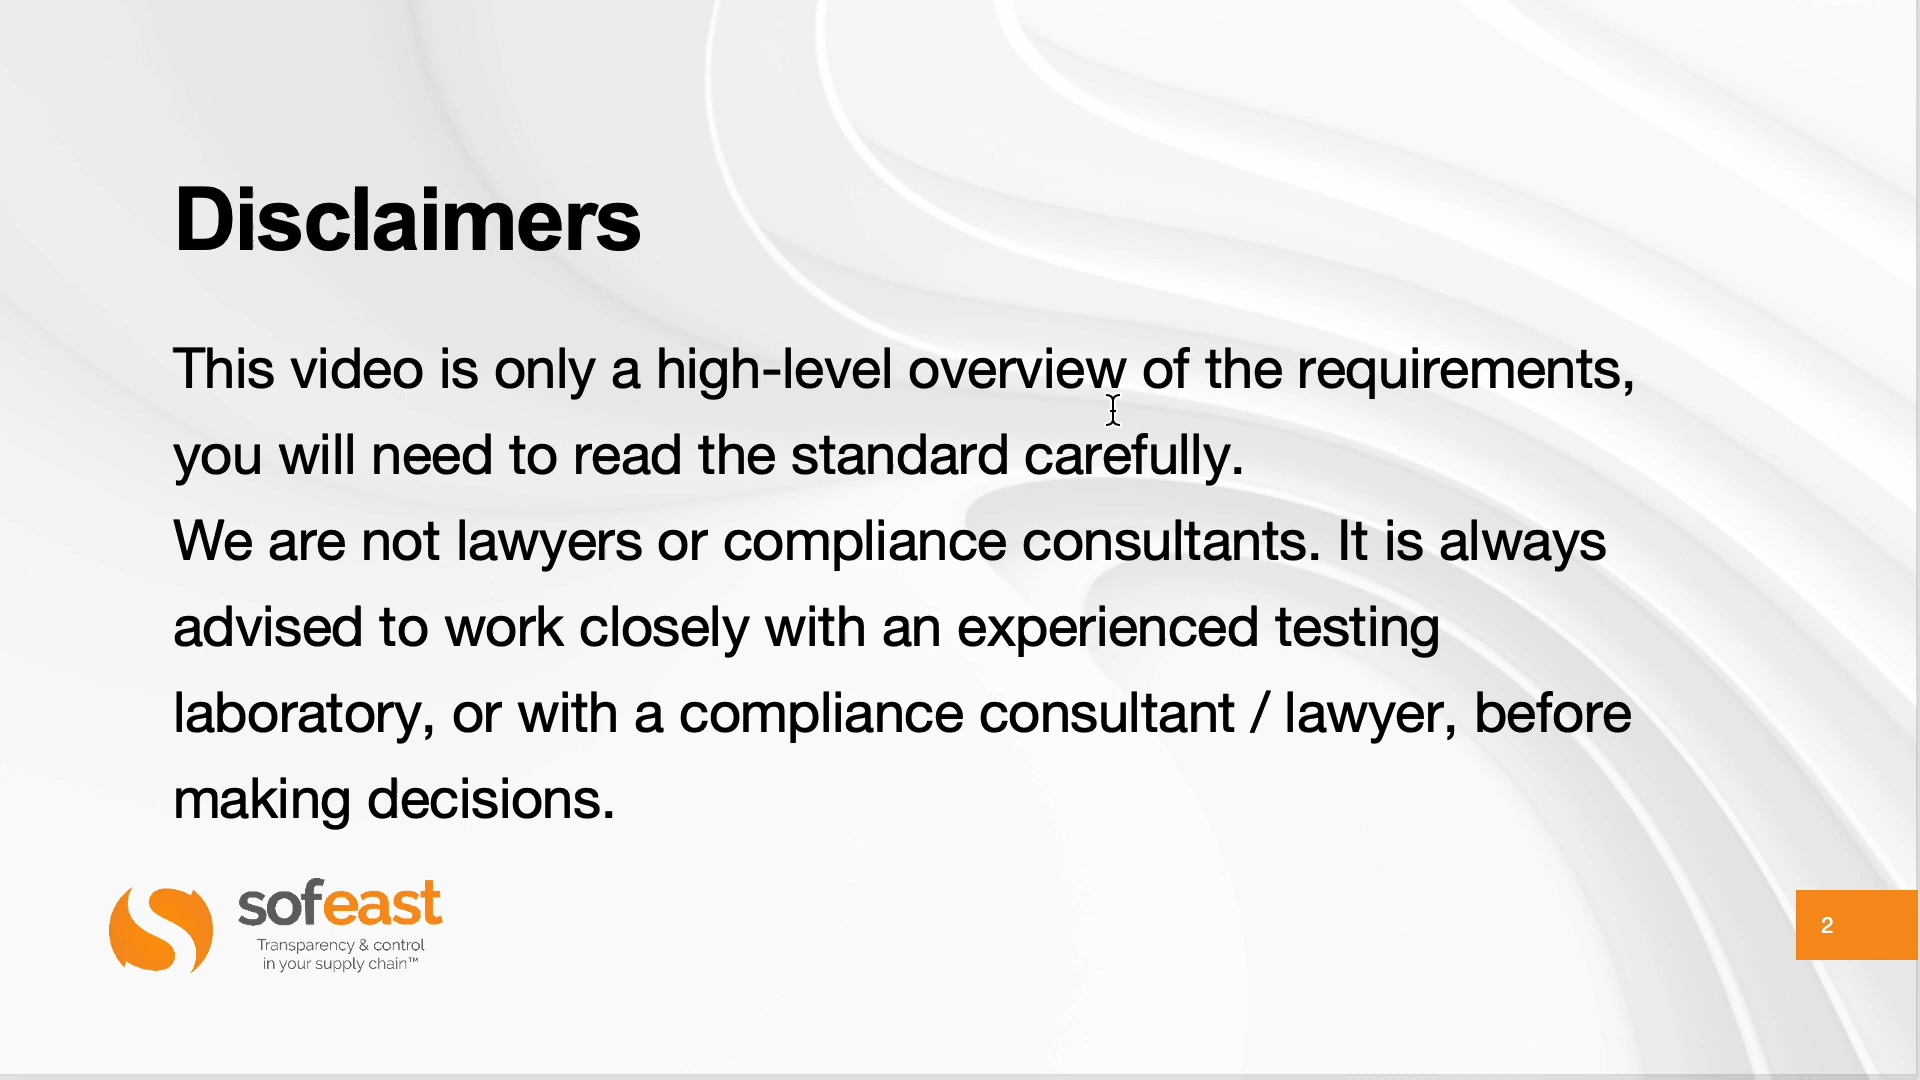 Disclaimers
This video is only a high-level overview of the requirements,
you will need to read the standard carefully.
We are not lawyers or compliance consultants. It is always
advised to work closely with an experienced testing
laboratory, or with a compliance consultant / lawyer, before
making decisions.
sofeast
Transparency & control
in your supply chain™
2